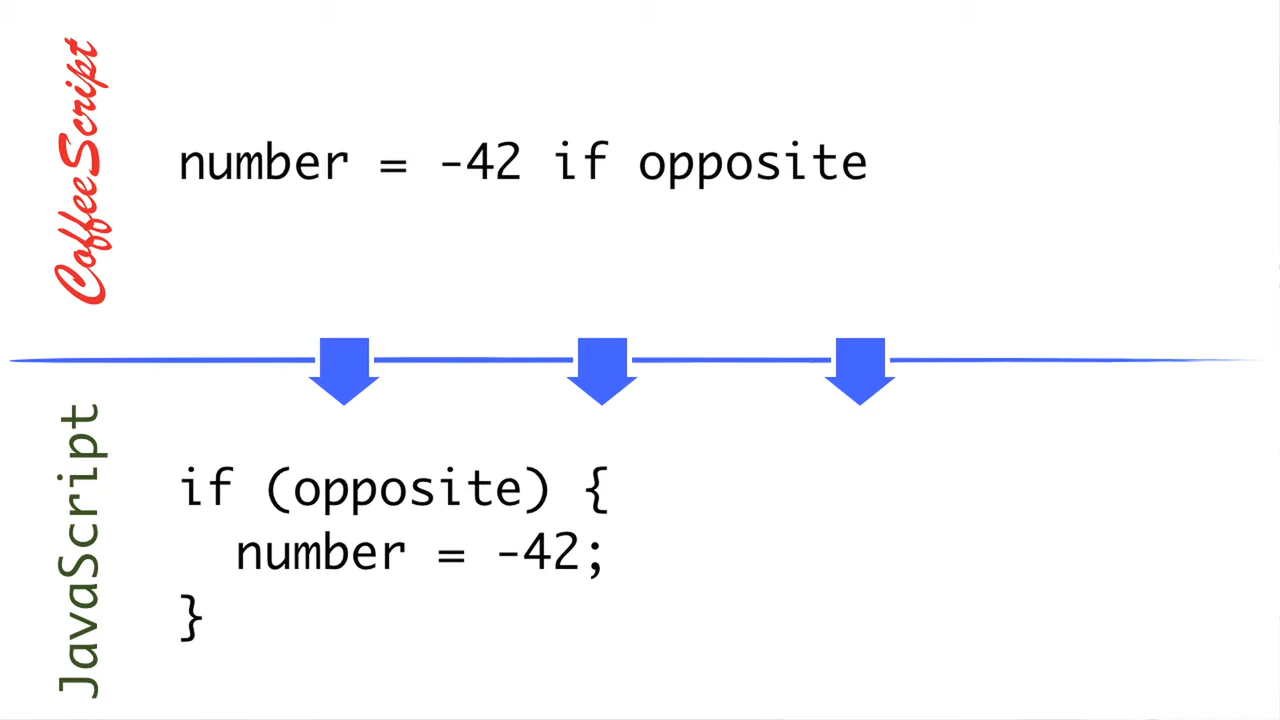 CoffeeScript
number = -42 if opposite
JavaScript
if (opposite) {
  number = -42;
}